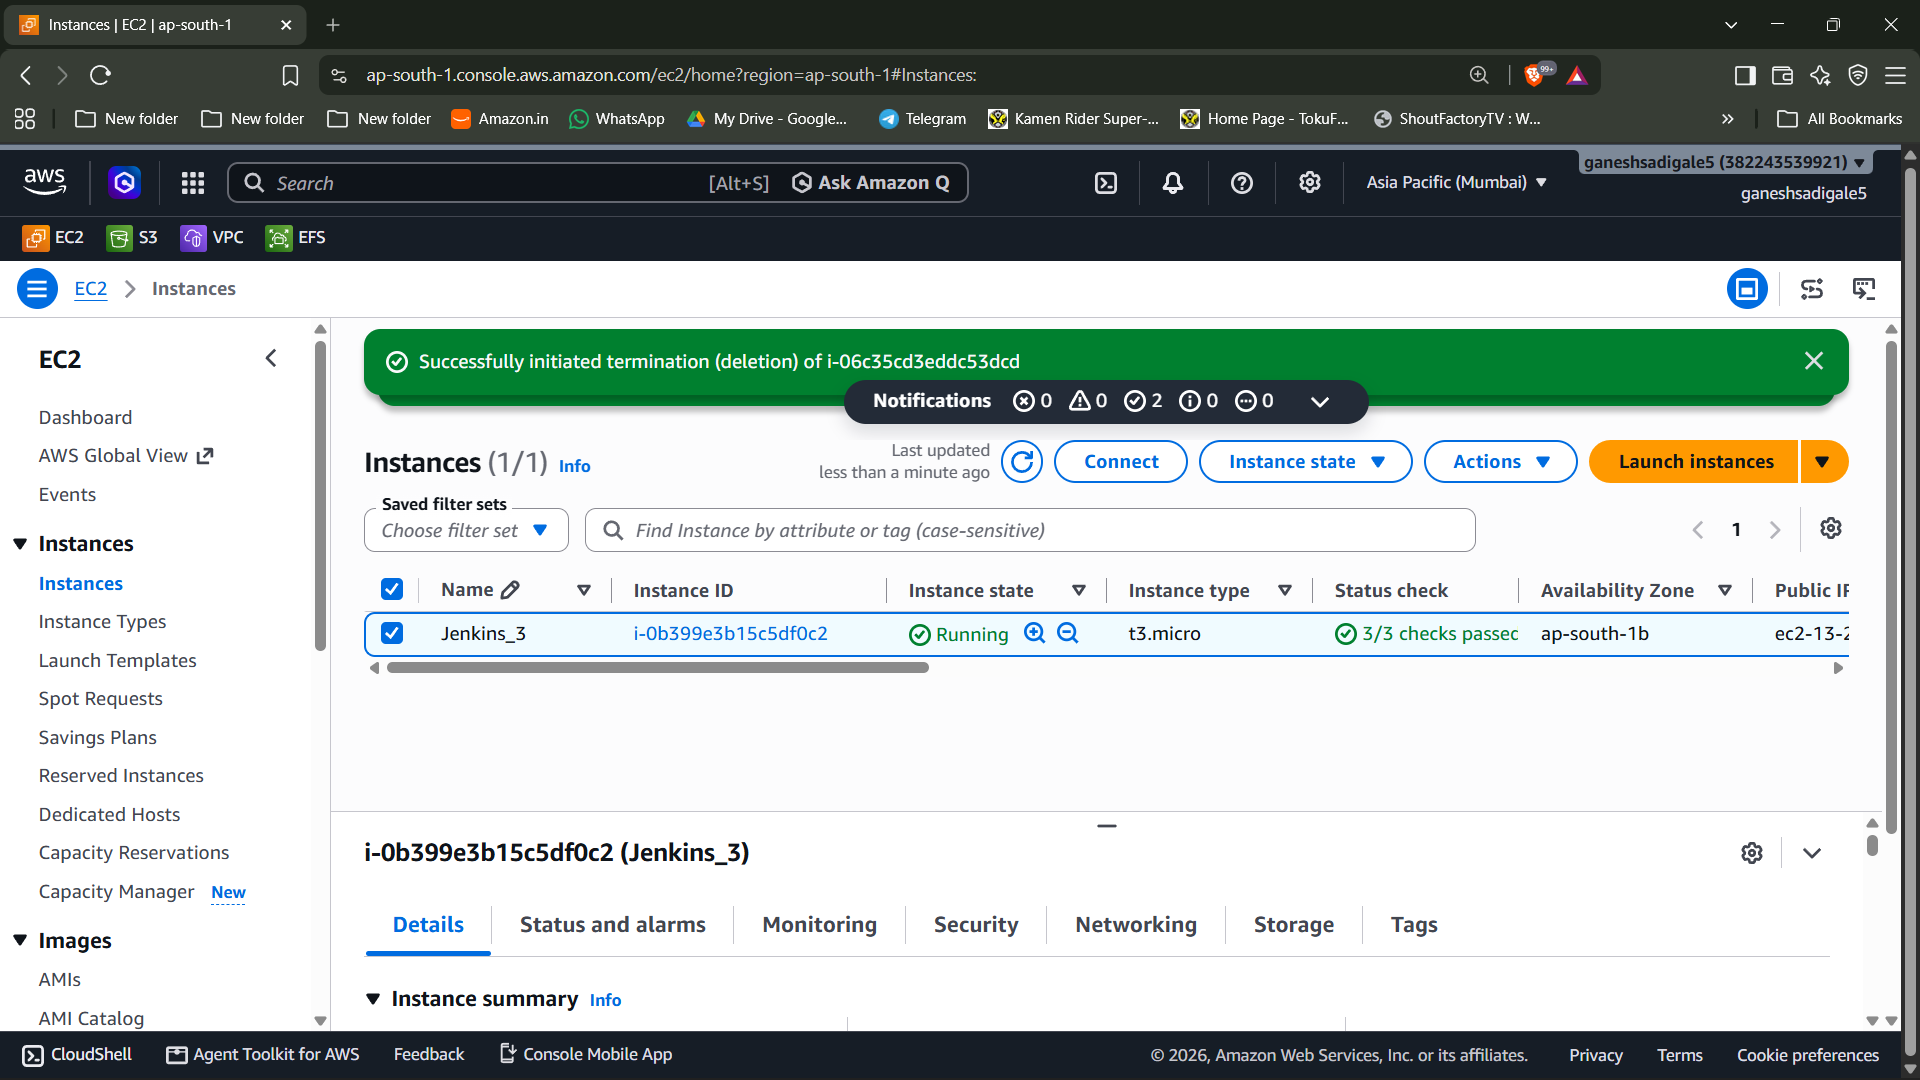 Instances | EC2 | ap-south-1
ap-south-1.console.aws.amazon.com/ec2/home?region=ap-south-1#Instances:
99+
New folder
New folder
New folder
Amazon.in
WhatsApp
My Drive - Google...
Telegram
Kamen Rider Super-...
Home Page - TokuF...
ShoutFactoryTV : W...
All Bookmarks
aws
Search
[Alt+S]
Ask Amazon Q
Asia Pacific (Mumbai)
ganeshsadigale5 (382243539921)
ganeshsadigale5
EC2
S3
VPC
EFS
EC2
Instances
EC2
Dashboard
AWS Global View
Events
Instances
Instances
Instance Types
Launch Templates
Spot Requests
Savings Plans
Reserved Instances
Dedicated Hosts
Capacity Reservations
Capacity Manager New
Images
AMIs
AMI Catalog
Successfully initiated termination (deletion) of i-06c35cd3eddc53dcd
Notifications 0 0 2 0 0
Instances (1/1) Info
Last updated
less than a minute ago
Connect
Instance state
Actions
Launch instances
Saved filter sets
Choose filter set
Find Instance by attribute or tag (case-sensitive)
1
Name Instance ID Instance state Instance type Status check Availability Zone Public IP
Jenkins_3 i-0b399e3b15c5df0c2 Running t3.micro 3/3 checks passec ap-south-1b ec2-13-2
i-0b399e3b15c5df0c2 (Jenkins_3)
Details Status and alarms Monitoring Security Networking Storage Tags
Instance summary Info
CloudShell
Agent Toolkit for AWS
Feedback
Console Mobile App
© 2026, Amazon Web Services, Inc. or its affiliates.
Privacy
Terms
Cookie preferences